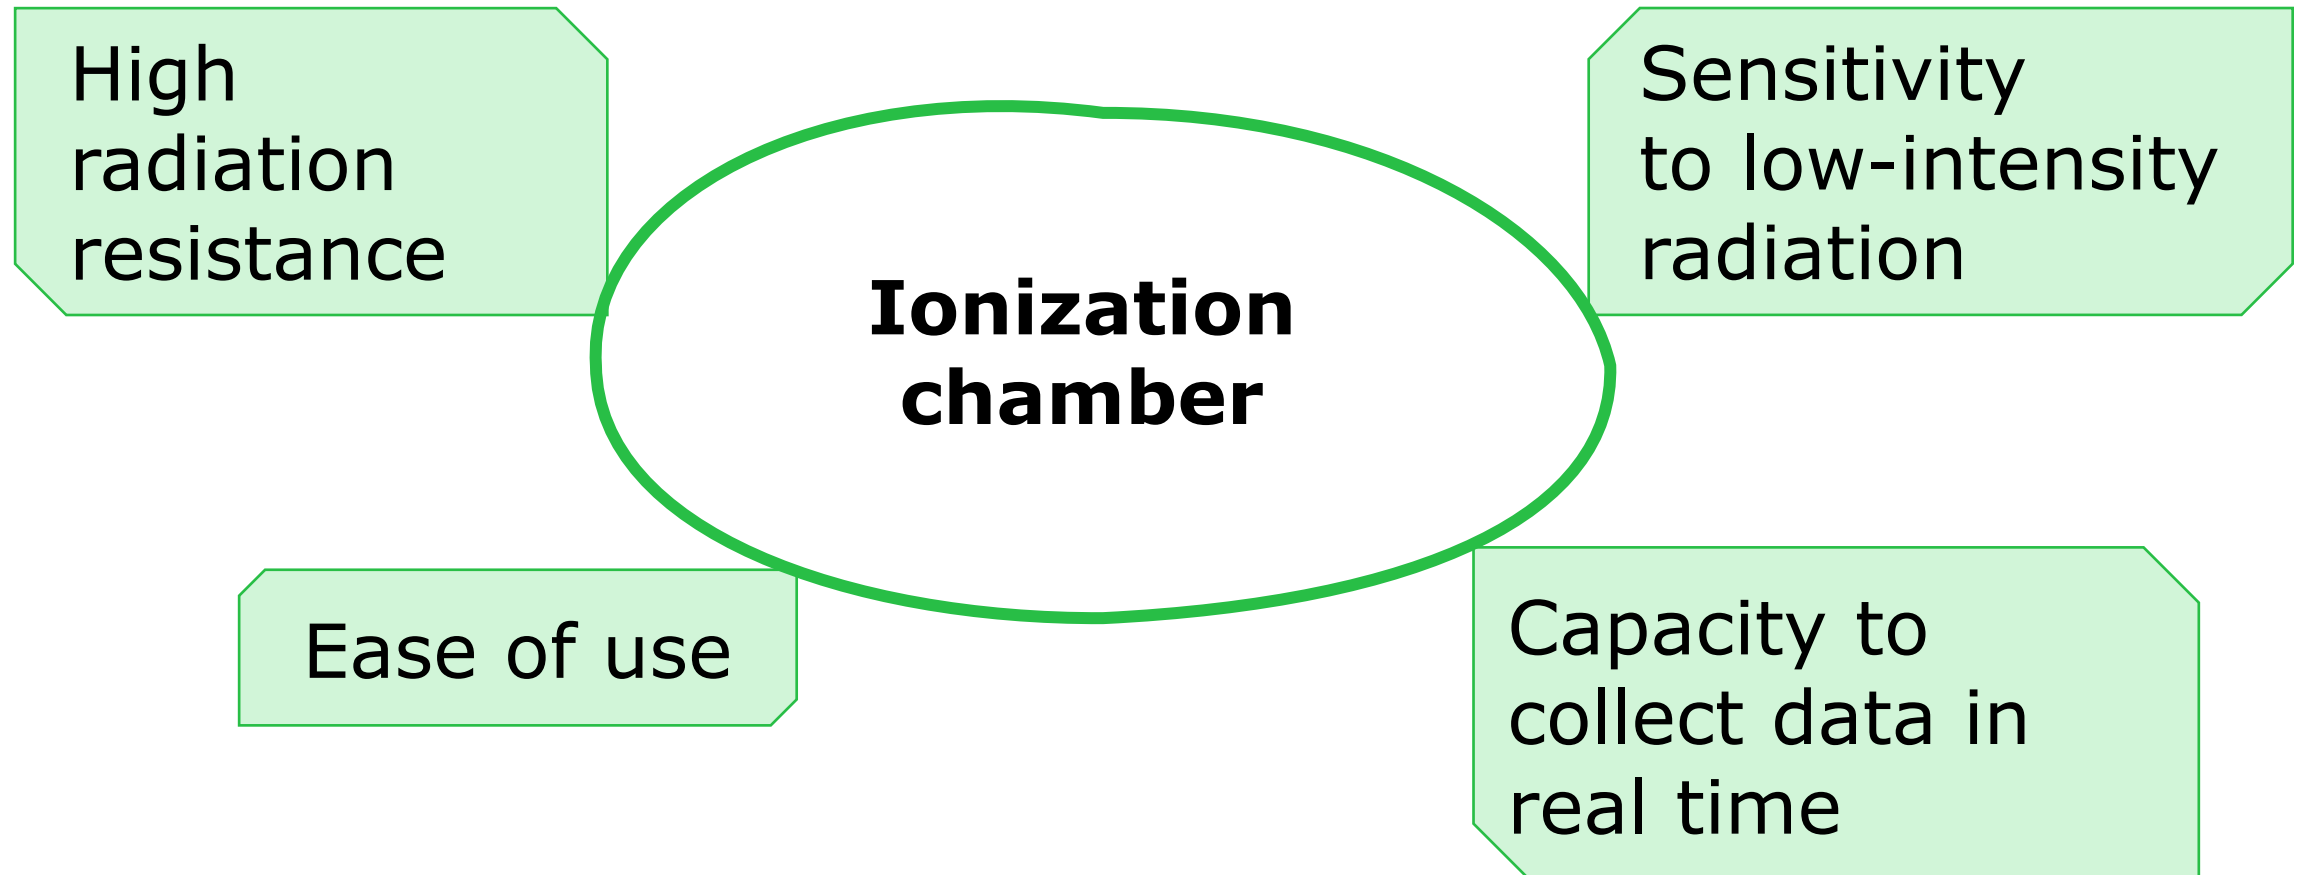 High
radiation
resistance
Sensitivity
to low-intensity
radiation
Ionization
chamber
Ease of use
Capacity to
collect data in
real time